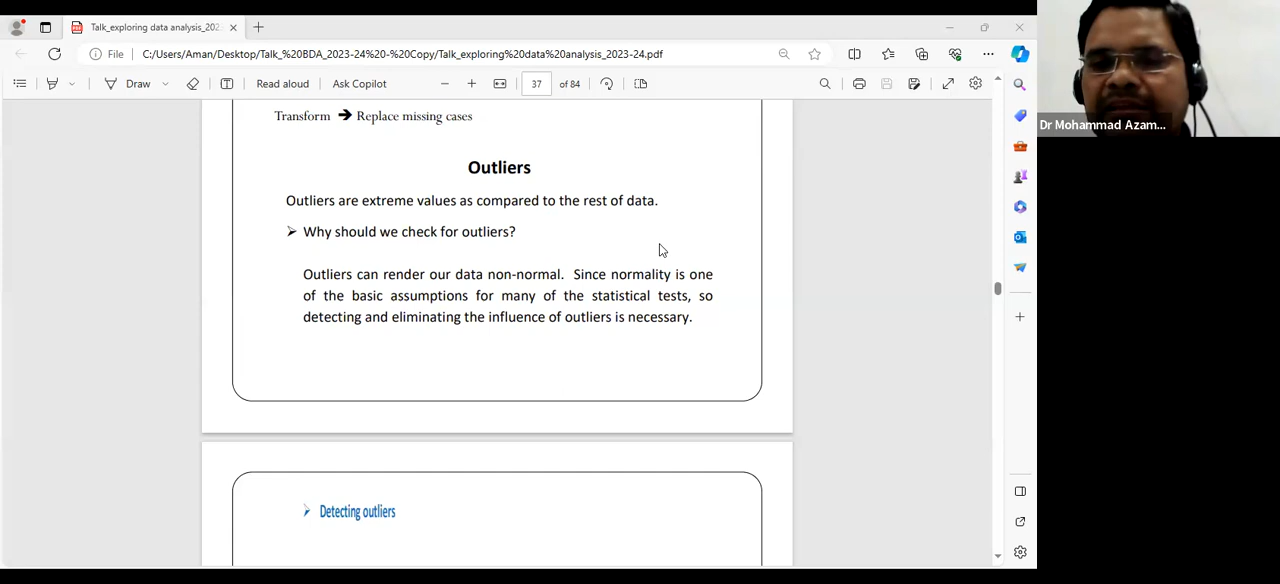 Talk_exploring data analysis_202
File
C:/Users/Aman/Desktop/Talk_%20BDA_2023-24%20-%20Copy/Talk_exploring%20data%20analysis_2023-24.pdf
Draw
Read aloud
Ask Copilot
37
of 84
Dr Mohammad Azam...
Transform ➔ Replace missing cases
Outliers
Outliers are extreme values as compared to the rest of data.
➢ Why should we check for outliers?
Outliers can render our data non-normal. Since normality is one
of the basic assumptions for many of the statistical tests, so
detecting and eliminating the influence of outliers is necessary.
➢ Detecting outliers